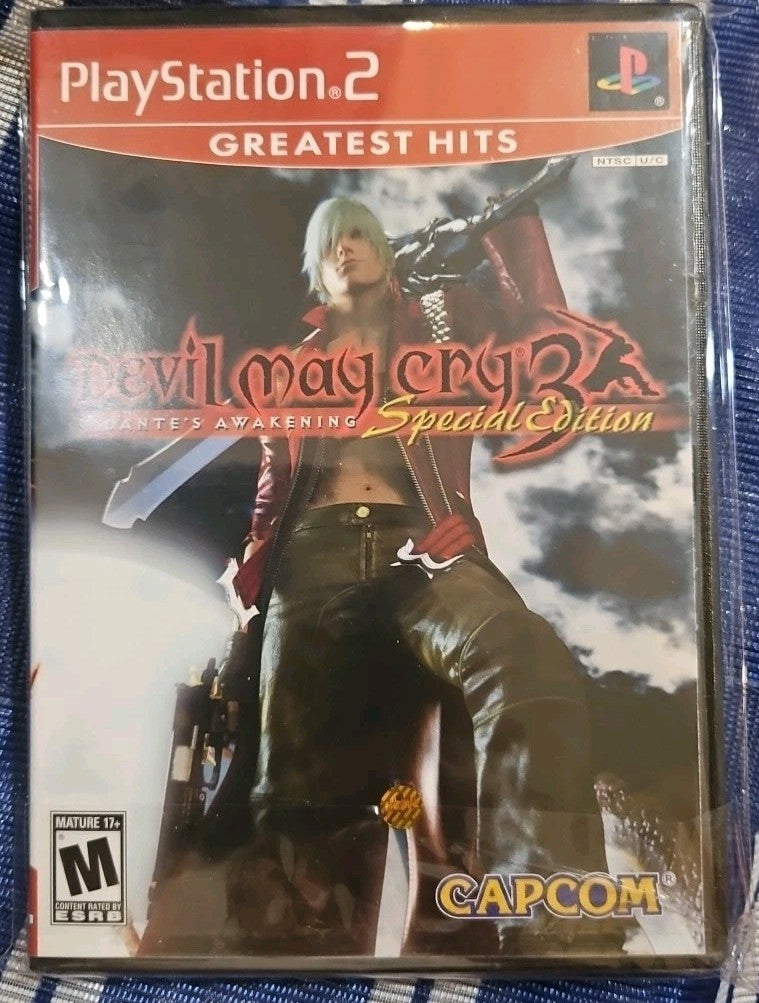 PlayStation®2
®
GREATEST HITS
NTSC U/C
Devil May Cry® 3
DANTE'S AWAKENING Special Edition
MATURE 17+
M
®
CONTENT RATED BY
ESRB
CAPCOM®